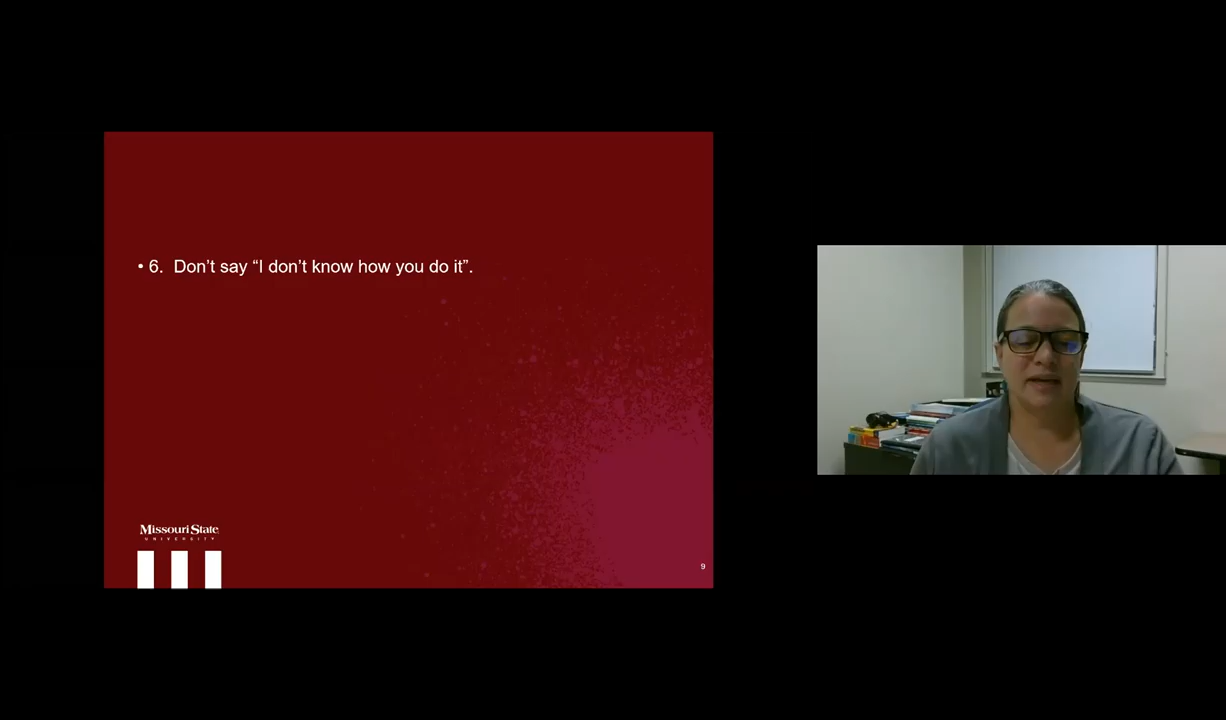 • 6.  Don’t say “I don’t know how you do it”.
Missouri State
UNIVERSITY
9